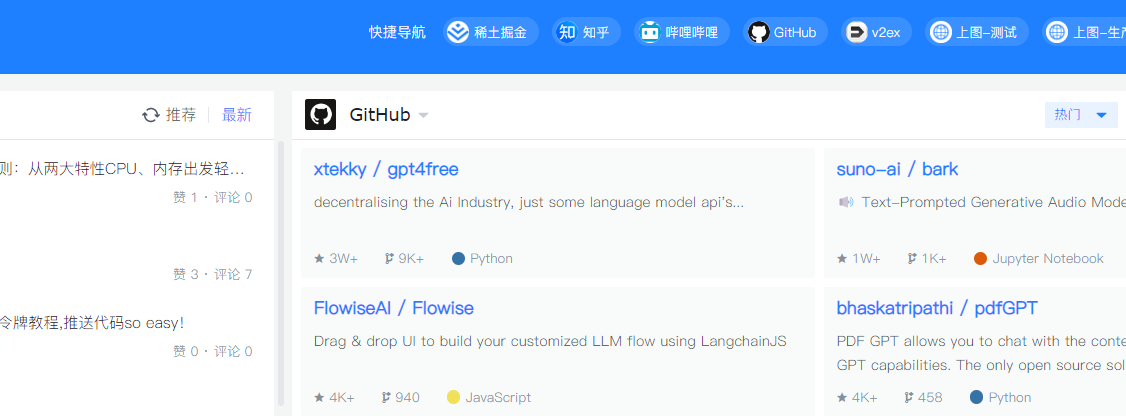 快捷导航 稀土掘金 知乎 哔哩哔哩 GitHub v2ex 上图-测试 上图-生产
推荐 最新
则：从两大特性CPU、内存出发轻...
赞 1 · 评论 0
赞 3 · 评论 7
令牌教程,推送代码so easy!
赞 0 · 评论 0
GitHub 热门
xtekky / gpt4free
decentralising the Ai Industry, just some language model api's...
3W+ 9K+ Python
suno-ai / bark
Text-Prompted Generative Audio Mode
1W+ 1K+ Jupyter Notebook
FlowiseAI / Flowise
Drag & drop UI to build your customized LLM flow using LangchainJS
4K+ 940 JavaScript
bhaskatripathi / pdfGPT
PDF GPT allows you to chat with the conte
GPT capabilities. The only open source sol
4K+ 458 Python